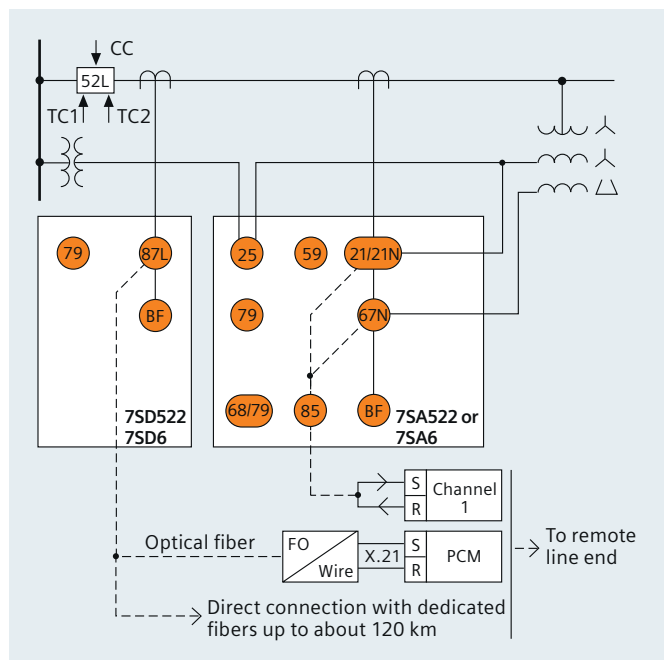 CC
52L
TC1 TC2
79 87L
BF
25 59 21/21N
79 67N
68/79 85 BF
7SD522
7SD6
7SA522 or
7SA6
S
R
Channel
1
Optical fiber
FO
Wire
X.21
S
R
PCM
To remote
line end
Direct connection with dedicated
fibers up to about 120 km